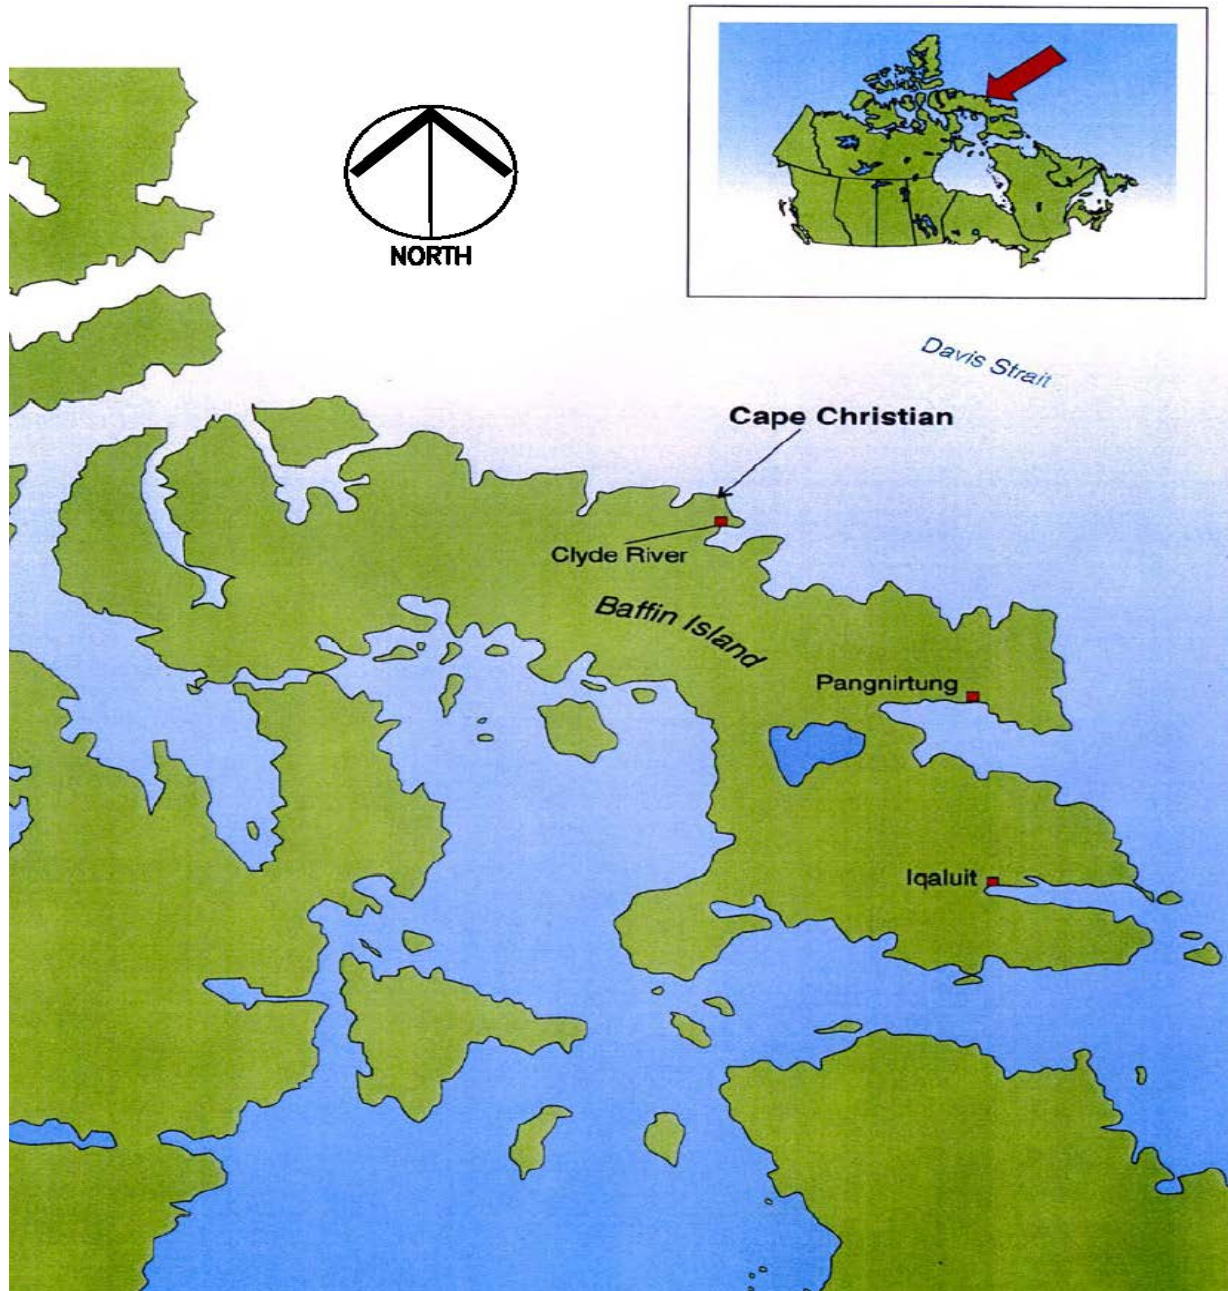 NORTH
Davis Strait
Cape Christian
Clyde River
Baffin Island
Pangnirtung
Iqaluit